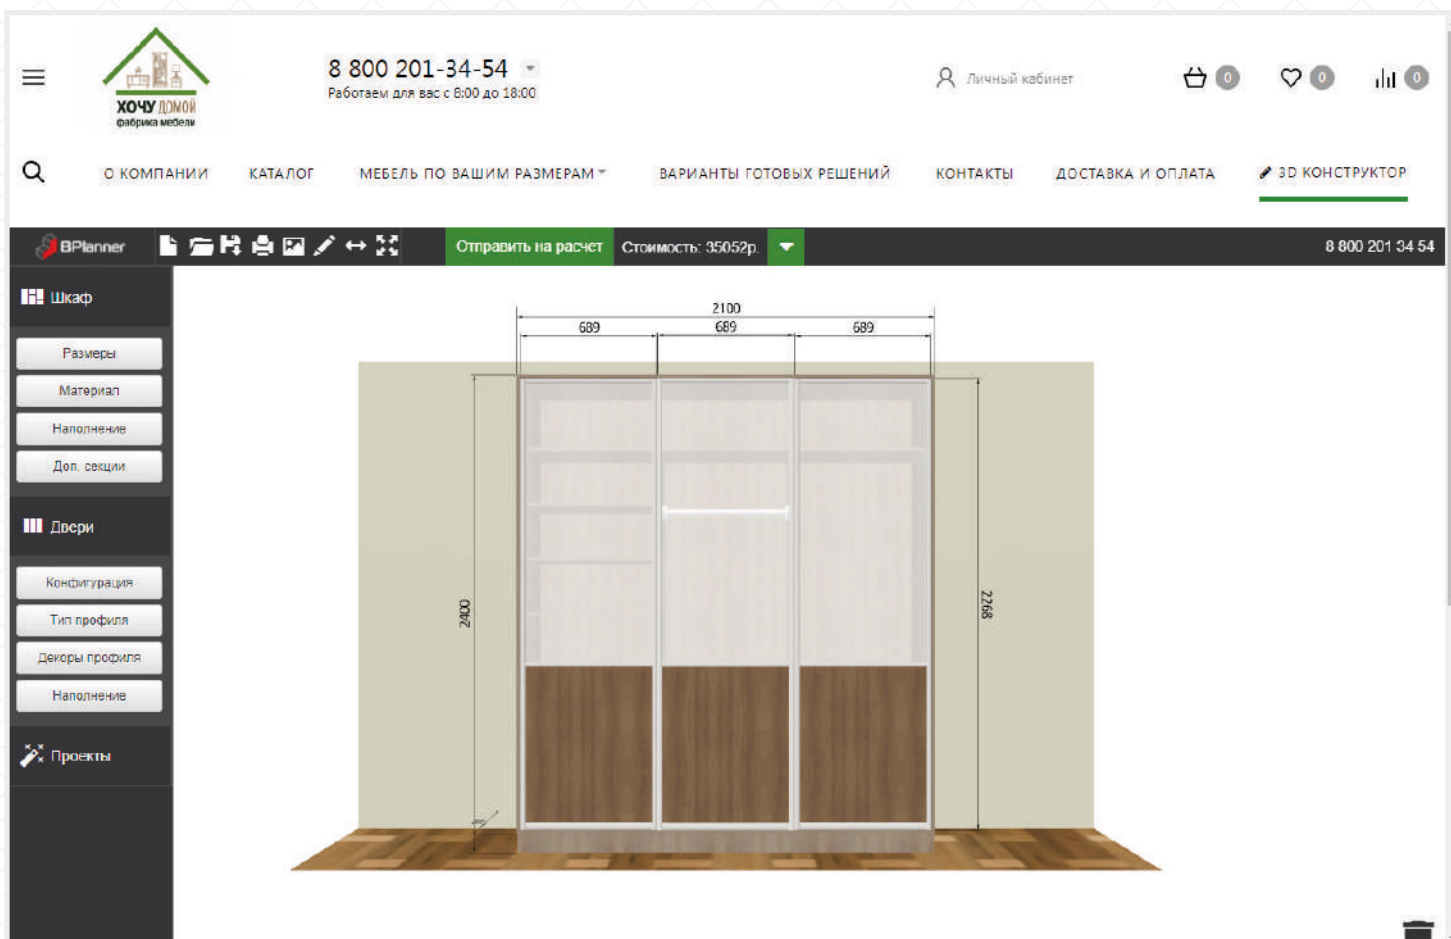 8 800 201-34-54
Работаем для вас с 8:00 до 18:00
Личный кабинет
0
0
0
ХОЧУ ДОМОЙ
фабрика мебели
О КОМПАНИИ
КАТАЛОГ
МЕБЕЛЬ ПО ВАШИМ РАЗМЕРАМ
ВАРИАНТЫ ГОТОВЫХ РЕШЕНИЙ
КОНТАКТЫ
ДОСТАВКА И ОПЛАТА
3D КОНСТРУКТОР
BPlanner
Отправить на расчет
Стоимость: 35052р.
8 800 201 34 54
Шкаф
Размеры
Материал
Наполнение
Доп. секции
Двери
Конфигурация
Тип профиля
Декоры профиля
Наполнение
Проекты
2100
689
689
689
2400
2268